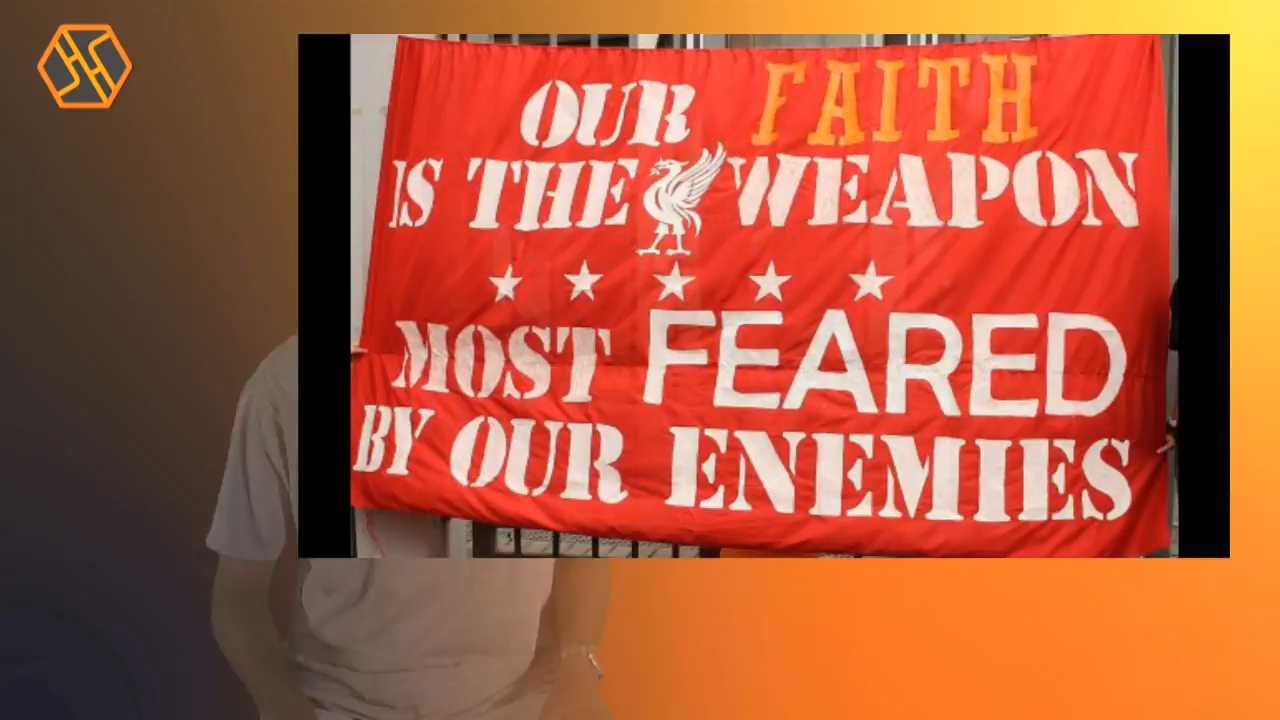 OUR FAITH
IS THE WEAPON
MOST FEARED
BY OUR ENEMIES